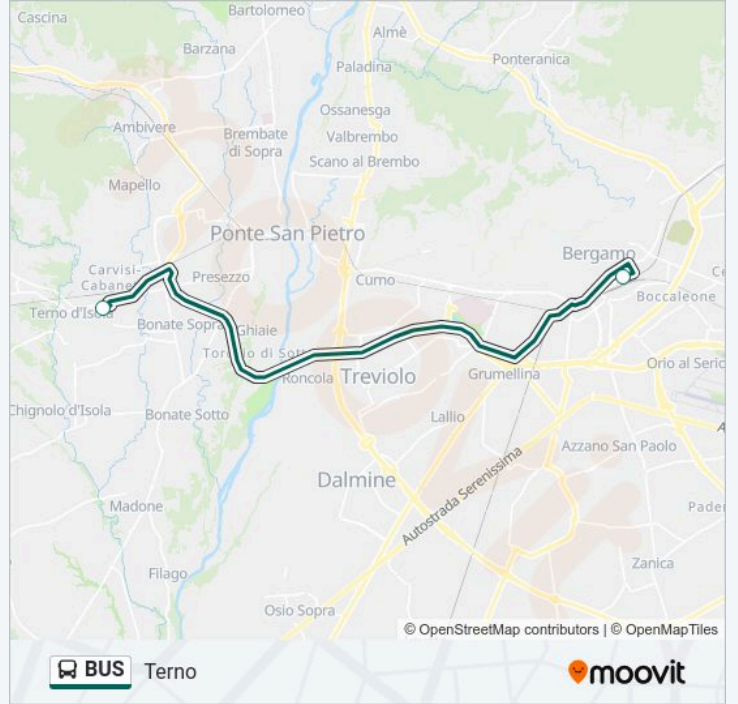 Cascina
Bartolomeo
Almè
Barzana
Ponteranica
Paladina
Ossanesga
Ambivere
Brembate
di Sopra
Valbrembo
Scano al Brembo
Mapello
Ponte San Pietro
Bergamo
Carvisi-
Cabane
Presezzo
Curno
Boccaleone
Terno d'Isola
Bonate Sopra
Ghiaie
Torchio di Sotto
Orio al Serio
Roncola
Treviolo
Grumellina
Chignolo d'Isola
Bonate Sotto
Lallio
Azzano San Paolo
Autostrada Serenissima
Dalmine
Madone
Pade
Zanica
Filago
Osio Sopra
© OpenStreetMap contributors | © OpenMapTiles
BUS Terno
moovit